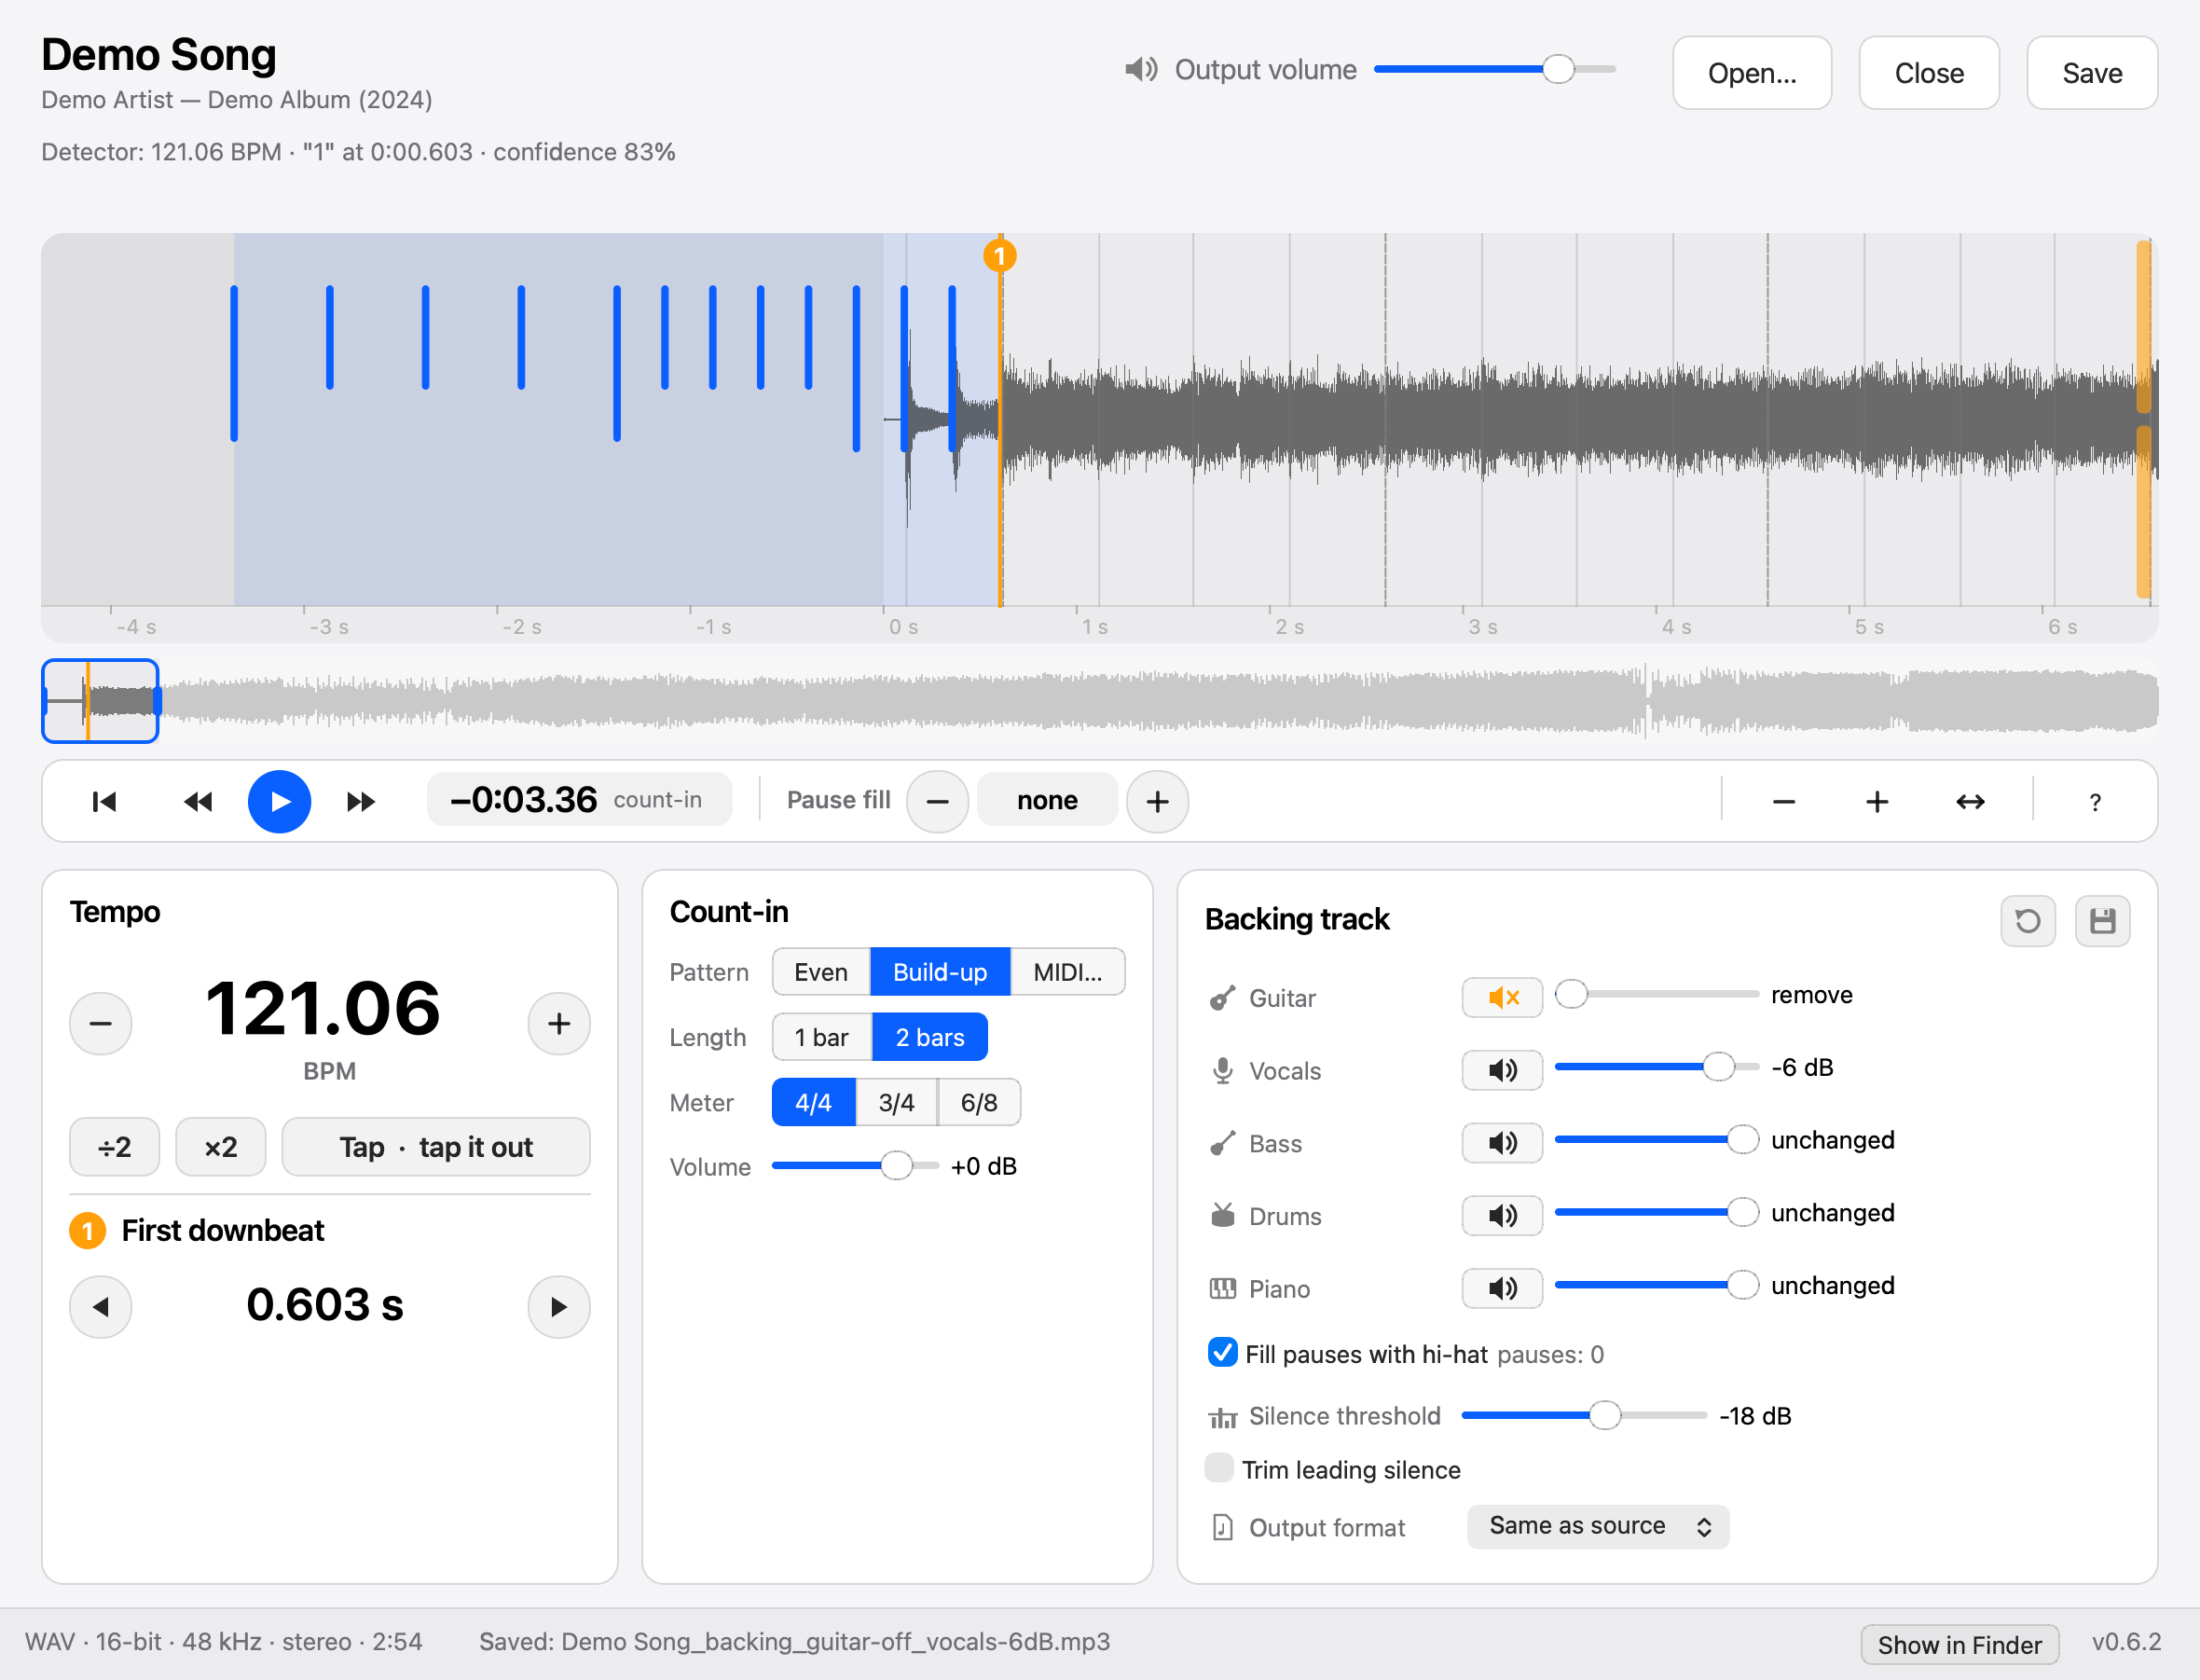 Demo Song
Demo Artist — Demo Album (2024)
Detector: 121.06 BPM · "1" at 0:00.603 · confidence 83%
Output volume
Open...
Close
Save
1
-4 s
-3 s
-2 s
-1 s
0 s
1 s
2 s
3 s
4 s
5 s
6 s
−0:03.36 count-in
Pause fill
none
?
Tempo
121.06
BPM
÷2
×2
Tap · tap it out
1 First downbeat
0.603 s
Count-in
Pattern Even Build-up MIDI...
Length 1 bar 2 bars
Meter 4/4 3/4 6/8
Volume +0 dB
Backing track
Guitar remove
Vocals -6 dB
Bass unchanged
Drums unchanged
Piano unchanged
Fill pauses with hi-hat pauses: 0
Silence threshold -18 dB
Trim leading silence
Output format Same as source
WAV · 16-bit · 48 kHz · stereo · 2:54
Saved: Demo Song_backing_guitar-off_vocals-6dB.mp3
Show in Finder
v0.6.2